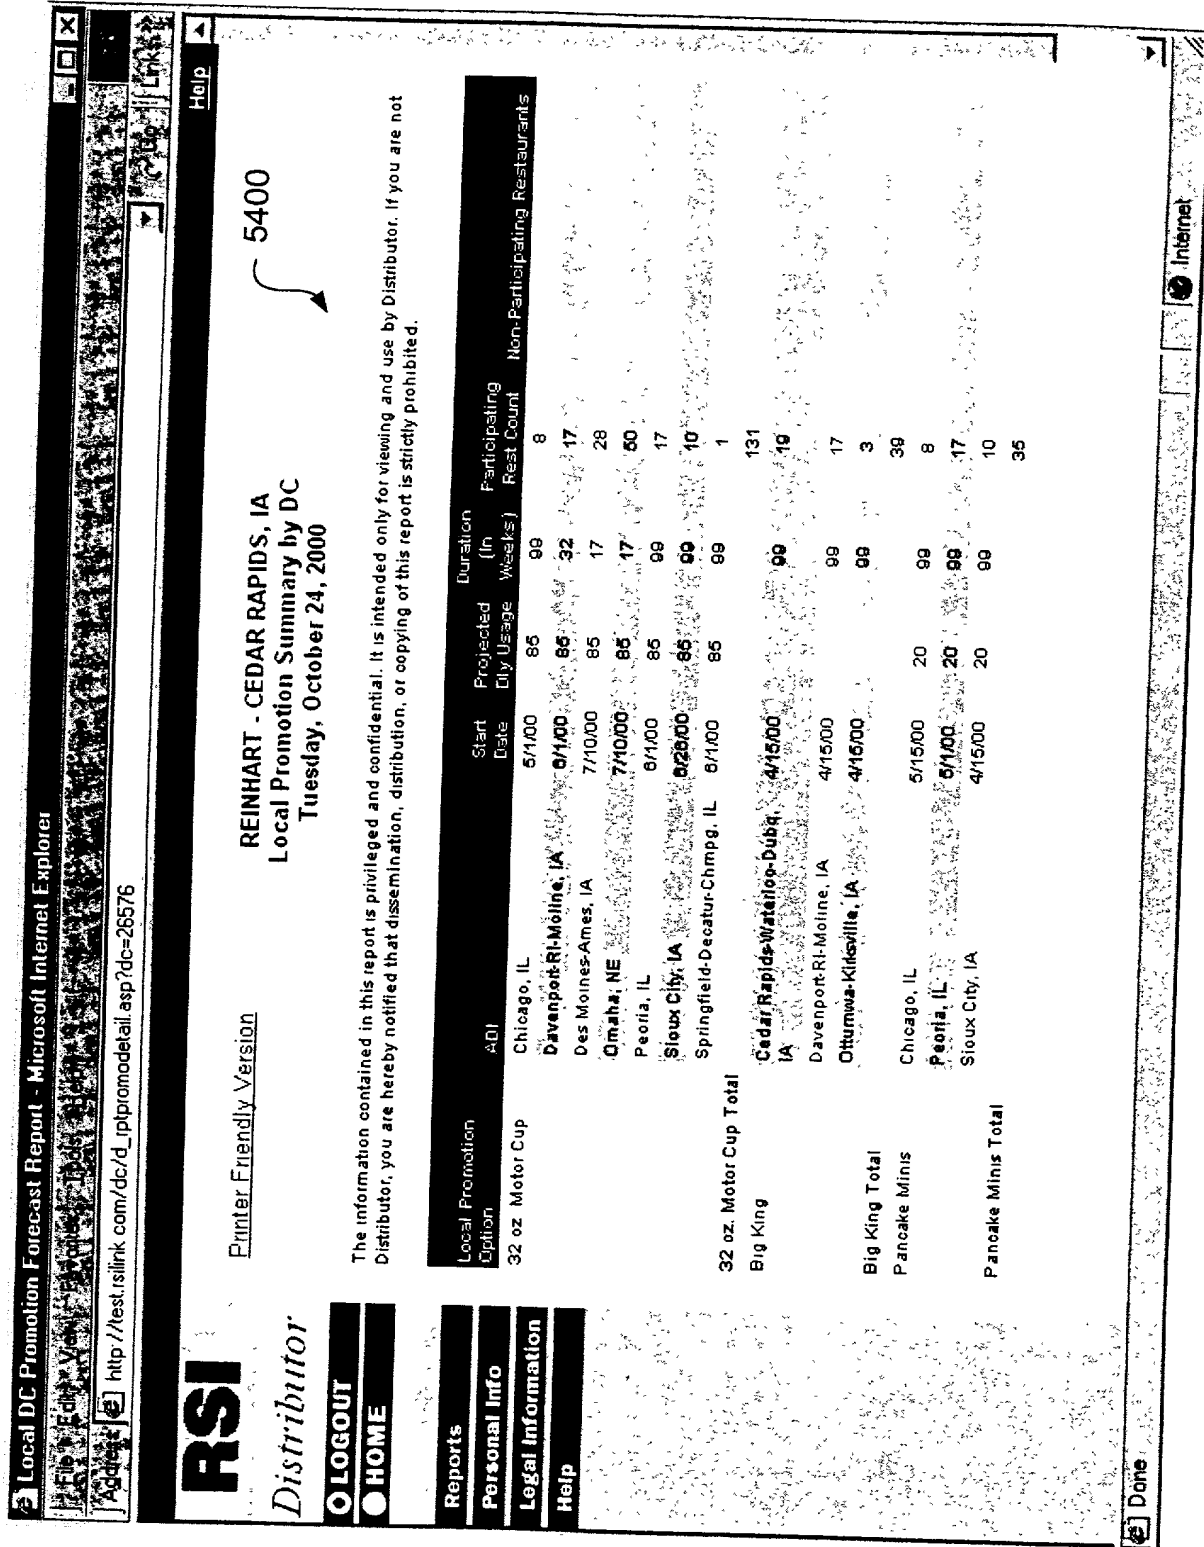 Local DC Promotion Forecast Report - Microsoft Internet Explorer
File Edit View Favorites Tools Help
Address http://test.rsilink com/dc/d_rptpromodetail.asp?dc=26576 Go Links
Help
RSI
Distributor
LOGOUT
HOME
Reports
Personal Info
Legal Information
Help
Printer Friendly Version
REINHART - CEDAR RAPIDS, IA
Local Promotion Summary by DC
Tuesday, October 24, 2000
5400
The information contained in this report is privileged and confidential. It is intended only for viewing and use by Distributor. If you are not
Distributor, you are hereby notified that dissemination, distribution, or copying of this report is strictly prohibited.
Local Promotion Option ADI Start Date Projected Dly Usage Duration (In Weeks) Participating Rest Count Non-Participating Restaurants
32 oz Motor Cup Chicago, IL 5/1/00 85 99 8
Davenport-RI-Moline, IA 6/1/00 85 32 17
Des Moines-Ames, IA 7/10/00 85 17 28
Omaha, NE 7/10/00 85 17 50
Peoria, IL 6/1/00 85 99 17
Sioux City, IA 6/26/00 85 99 10
Springfield-Decatur-Chmpg, IL 6/1/00 85 99 1
32 oz. Motor Cup Total 131
Big King Cedar Rapids-Waterloo-Dubq, 4/15/00 99 19
IA
Davenport-RI-Moline, IA 4/15/00 99 17
Ottumwa-Kirksville, IA 4/15/00 99 3
Big King Total 39
Pancake Minis Chicago, IL 5/15/00 20 99 8
Peoria, IL 5/1/00 20 99 17
Sioux City, IA 4/15/00 20 99 10
Pancake Minis Total 35
Done Internet